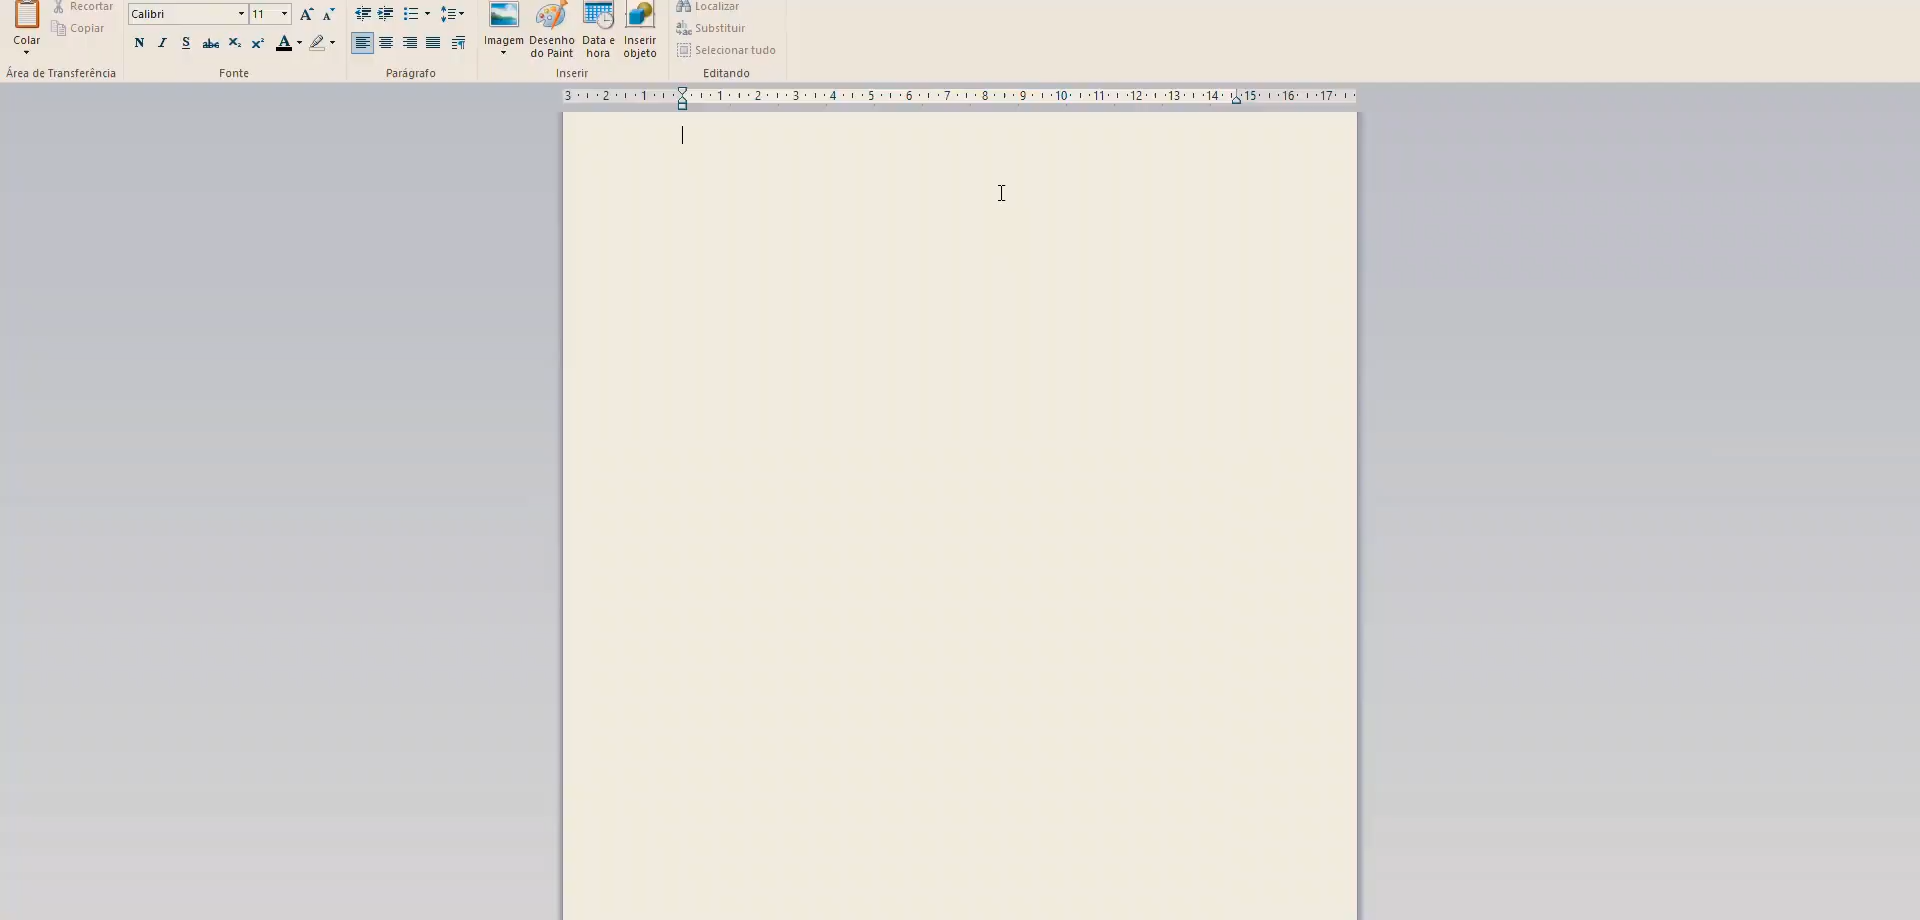 Colar
Recortar
Copiar
Área de Transferência
Calibri
11
N I S abc X₂ X² A
Fonte
Parágrafo
Imagem
Desenho do Paint
Data e hora
Inserir objeto
Inserir
Localizar
Substituir
Selecionar tudo
Editando
3 2 1 1 2 3 4 5 6 7 8 9 10 11 12 13 14 15 16 17